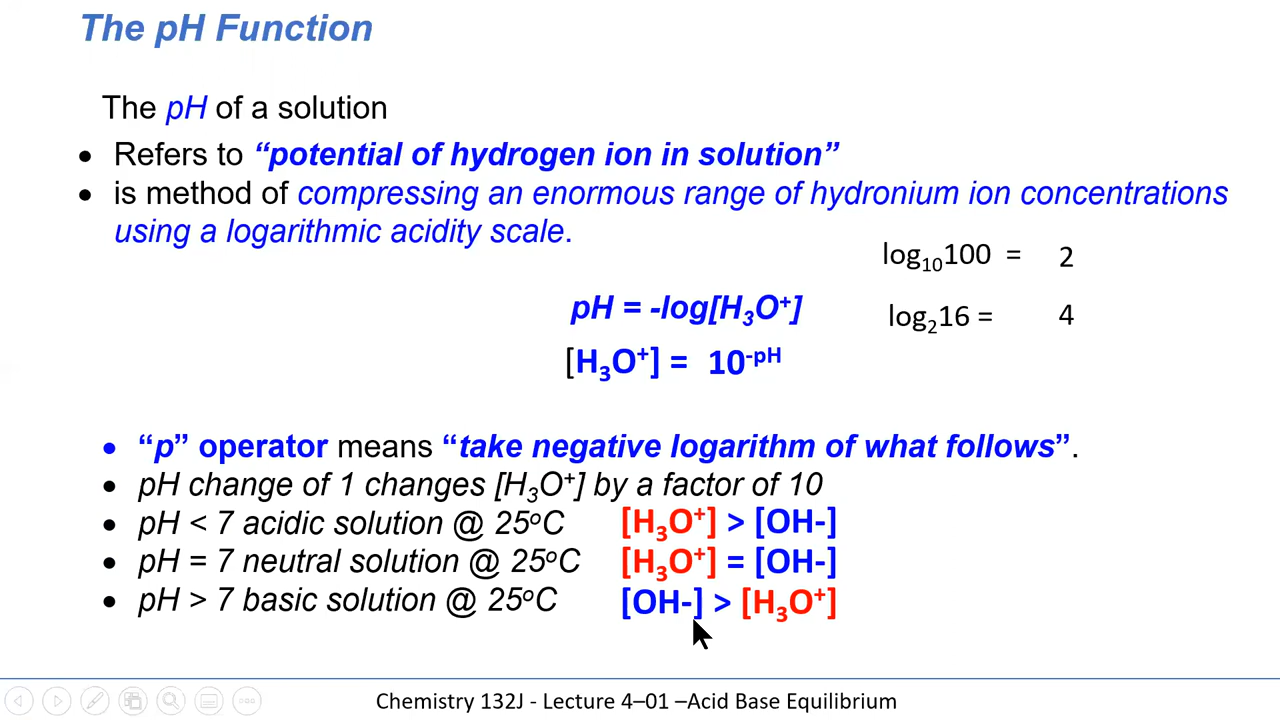 The pH Function
The pH of a solution
• Refers to “potential of hydrogen ion in solution”
• is method of compressing an enormous range of hydronium ion concentrations
using a logarithmic acidity scale.
log₁₀100 = 2
pH = -log[H₃O⁺]
log₂16 = 4
[H₃O⁺] = 10⁻ᵖᴴ
• “p” operator means “take negative logarithm of what follows”.
• pH change of 1 changes [H₃O⁺] by a factor of 10
• pH < 7 acidic solution @ 25ᵒC [H₃O⁺] > [OH-]
• pH = 7 neutral solution @ 25ᵒC [H₃O⁺] = [OH-]
• pH > 7 basic solution @ 25ᵒC [OH-] > [H₃O⁺]
Chemistry 132J - Lecture 4–01 –Acid Base Equilibrium